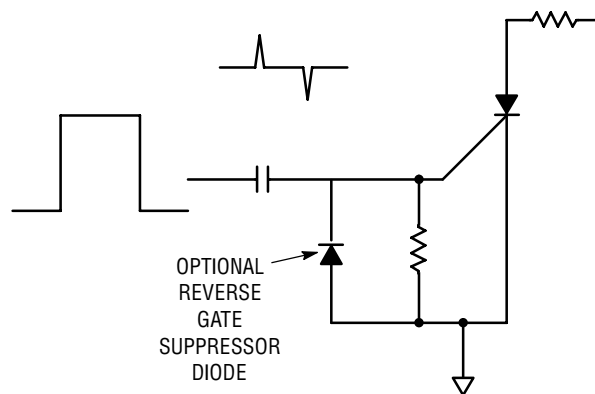 OPTIONAL
REVERSE
GATE
SUPPRESSOR
DIODE